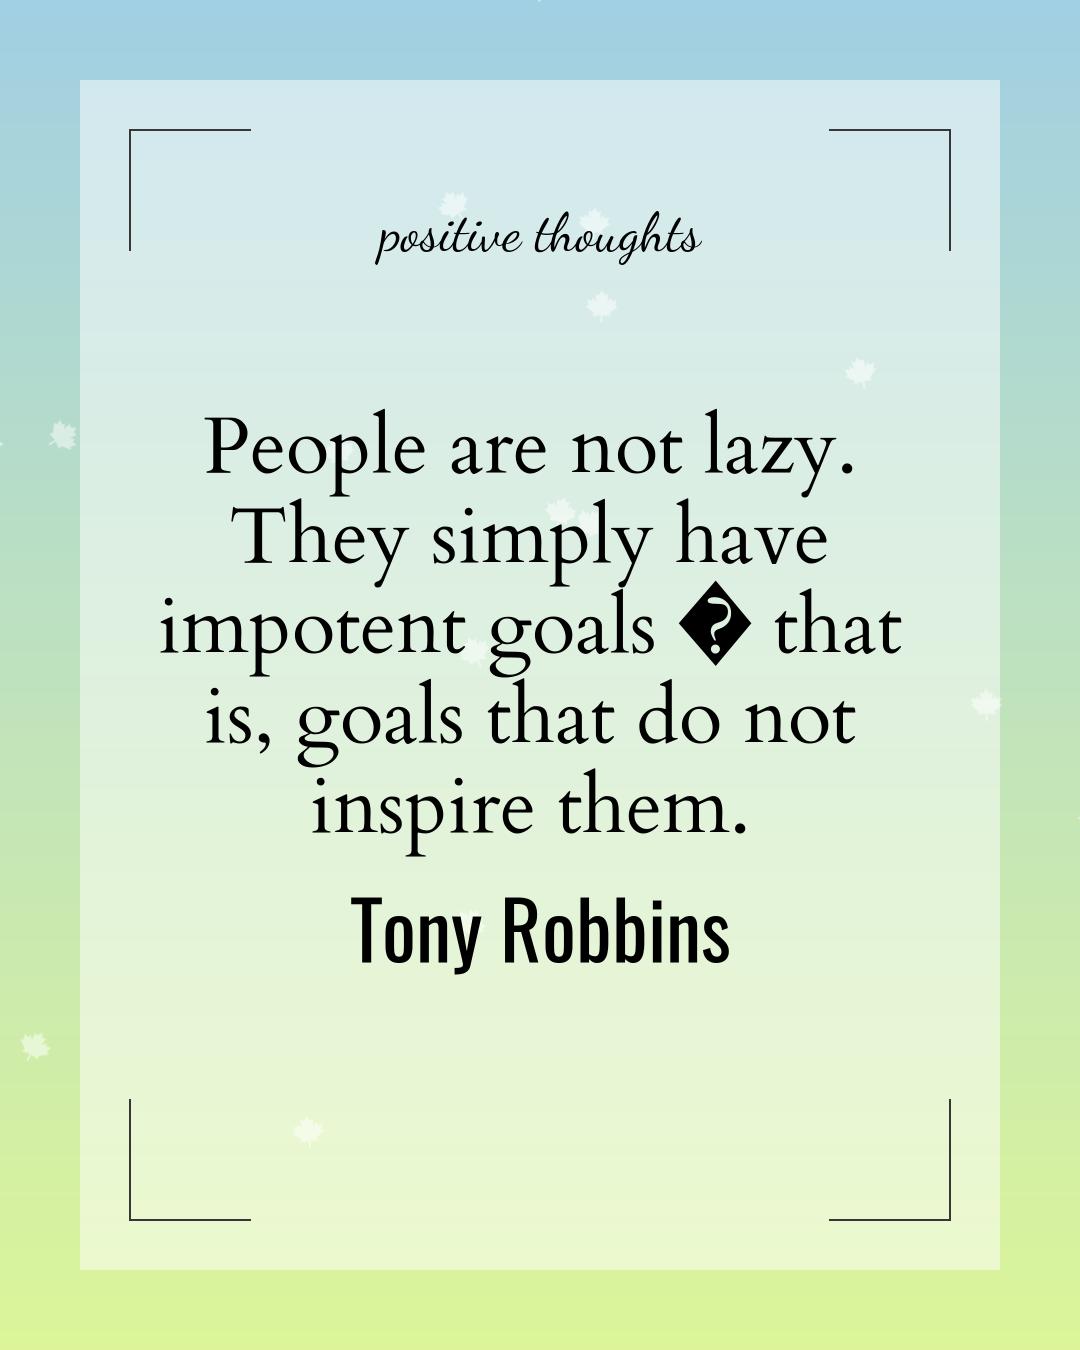 positive thoughts
People are not lazy.
They simply have
impotent goals � that
is, goals that do not
inspire them.
Tony Robbins